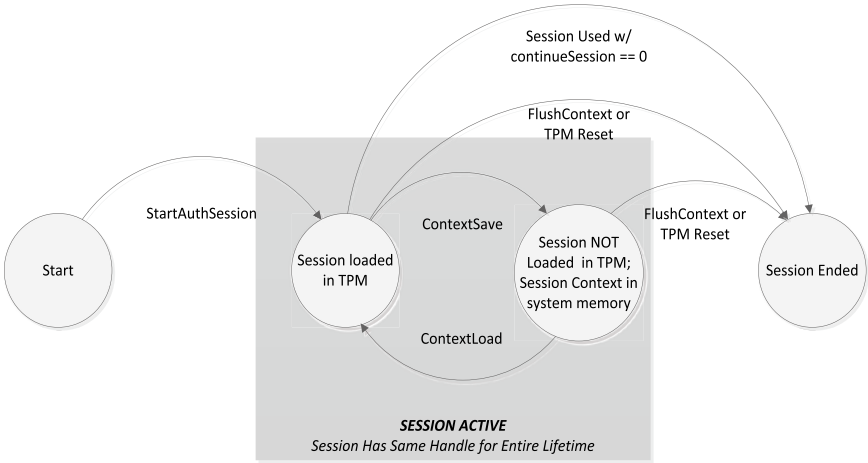 Session Used w/
continueSession == 0
FlushContext or
TPM Reset
StartAuthSession
ContextSave
FlushContext or
TPM Reset
Start
Session loaded
in TPM
Session NOT
Loaded in TPM;
Session Context in
system memory
Session Ended
ContextLoad
SESSION ACTIVE
Session Has Same Handle for Entire Lifetime